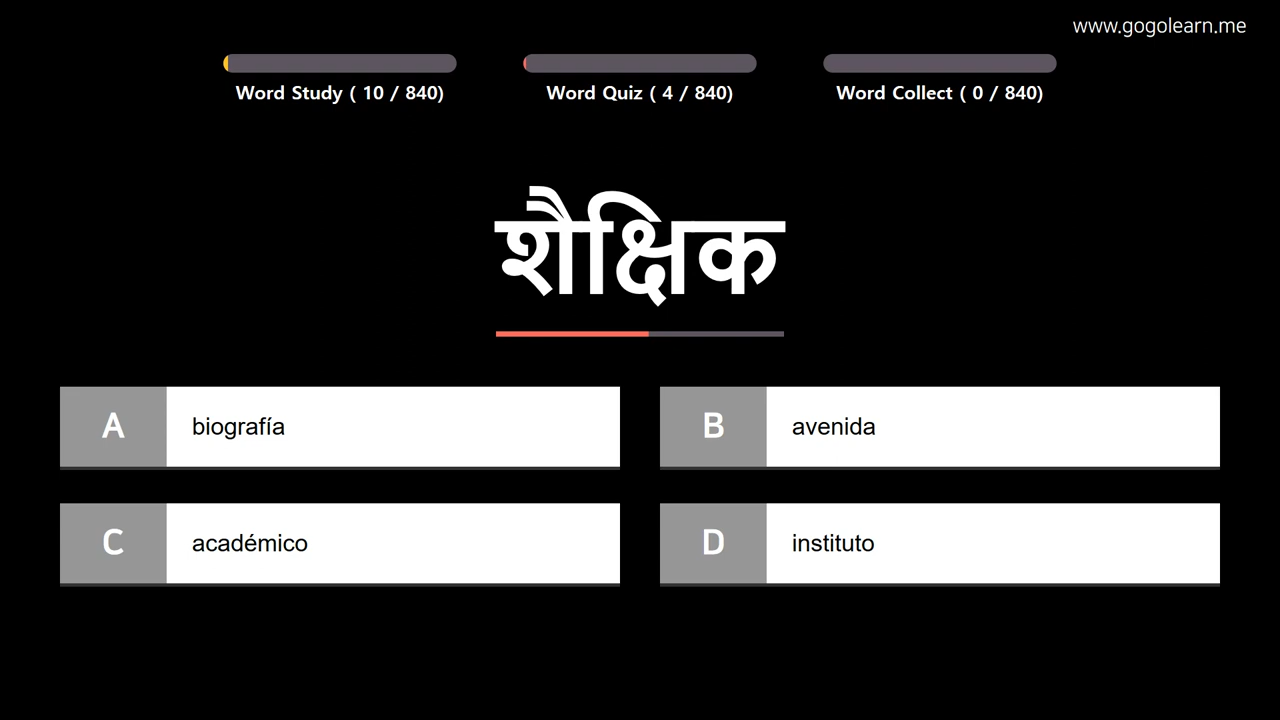 www.gogolearn.me
Word Study ( 10 / 840)
Word Quiz ( 4 / 840)
Word Collect ( 0 / 840)
शैक्षिक
A biografía
B avenida
C académico
D instituto